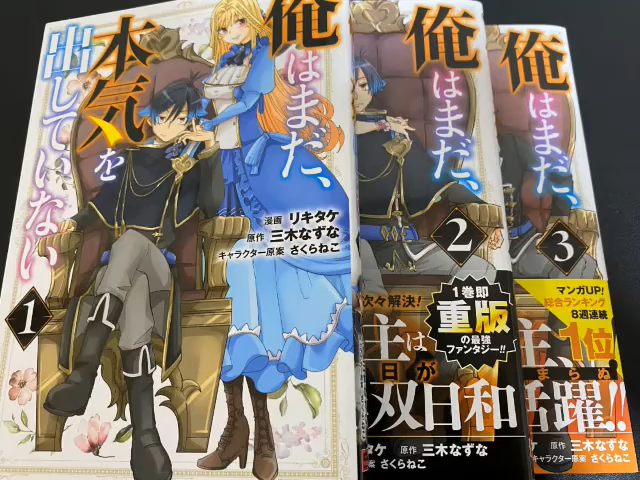 俺はまだ、
本気を
出していない
漫画 リキタケ
原作 三木なずな
キャラクター原案 さくらねこ
1
俺はまだ、
2
次々解決!
1巻即
重版
の最強
ファンタジー!!
主は
日が
双日和
タケ 原作 三木なずな
案 さくらねこ
俺はまだ、
3
マンガUP!
総合ランキング
8週連続
1位
主、
まらぬ
活躍!!
ケ 原作 三木なずな
キャラクター原案 さくらねこ